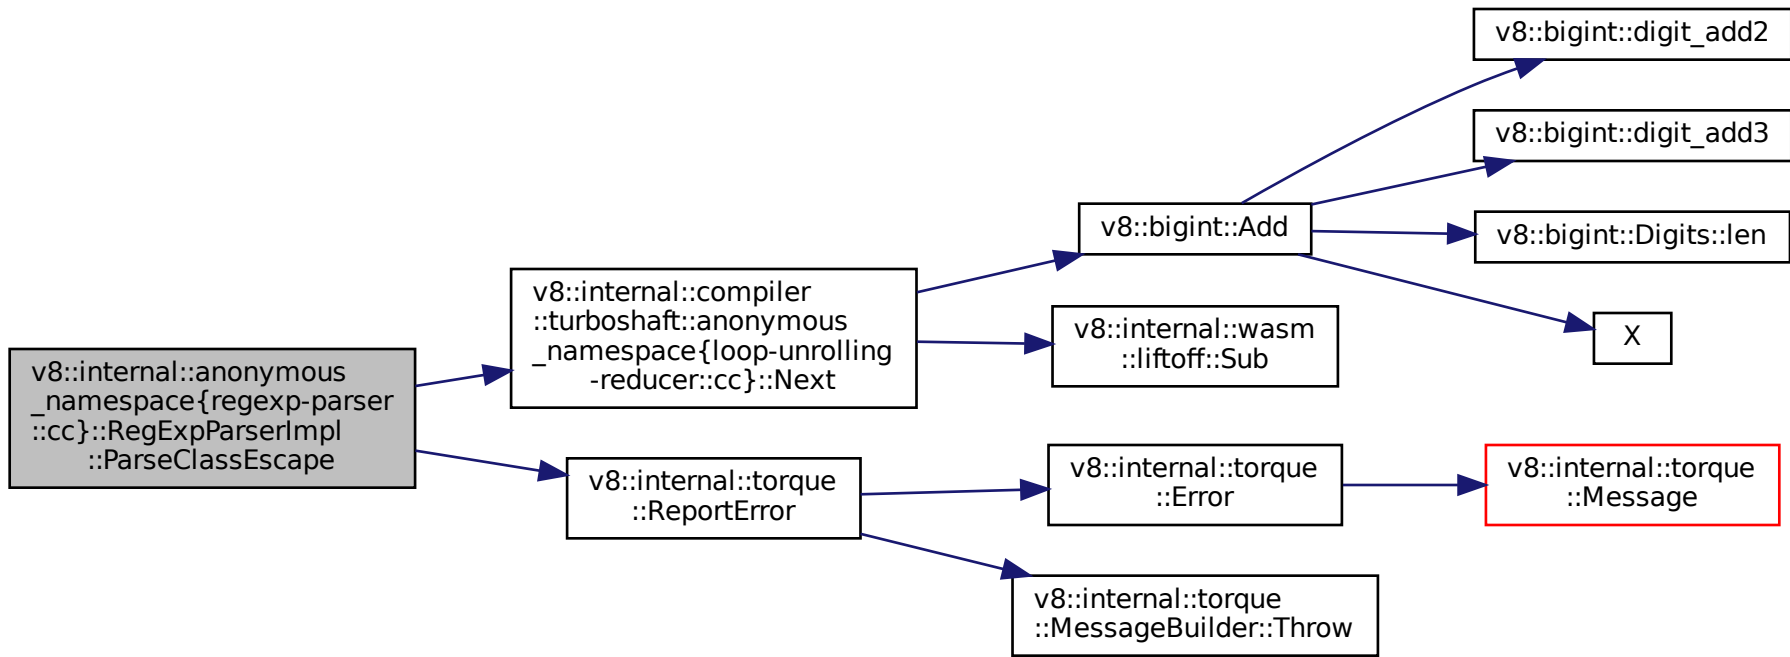 v8::internal::anonymous
_namespace{regexp-parser
::cc}::RegExpParserImpl
::ParseClassEscape
v8::internal::compiler
::turboshaft::anonymous
_namespace{loop-unrolling
-reducer::cc}::Next
v8::bigint::Add
v8::bigint::digit_add2
v8::bigint::digit_add3
v8::bigint::Digits::len
X
v8::internal::wasm
::liftoff::Sub
v8::internal::torque
::ReportError
v8::internal::torque
::Error
v8::internal::torque
::Message
v8::internal::torque
::MessageBuilder::Throw